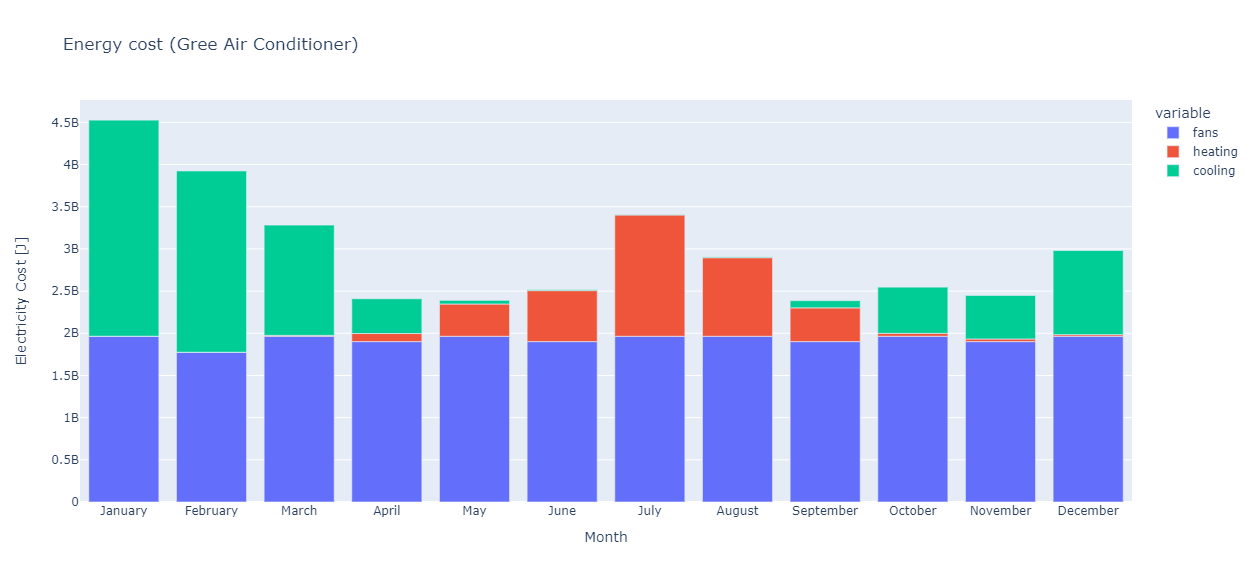 Energy cost (Gree Air Conditioner)
variable
fans
heating
cooling
Electricity Cost [J]
4.5B
4B
3.5B
3B
2.5B
2B
1.5B
1B
0.5B
0
January February March April May June July August September October November December
Month